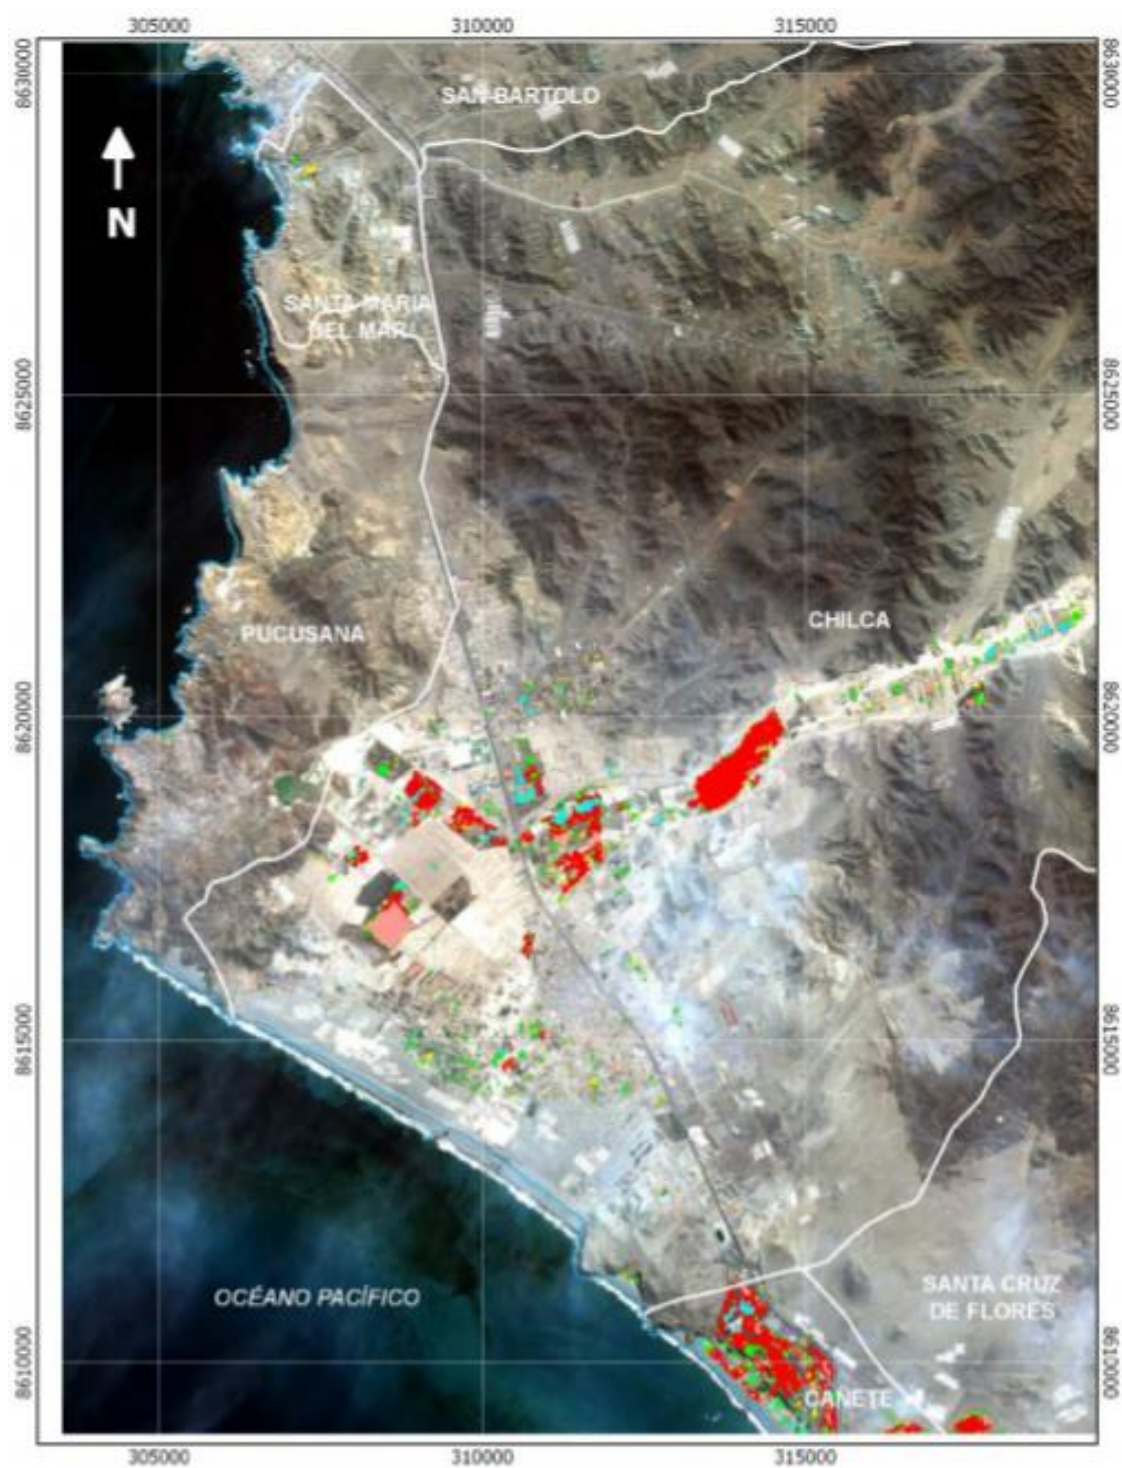 305000 310000 315000
8630000
8630000
SAN BARTOLO
N
SANTA MARIA
DEL MAR
8625000
8625000
CHILCA
PUCUSANA
8620000
8620000
8615000
8615000
OCÉANO PACÍFICO
SANTA CRUZ
DE FLORES
8610000
8610000
CAÑETE
305000 310000 315000